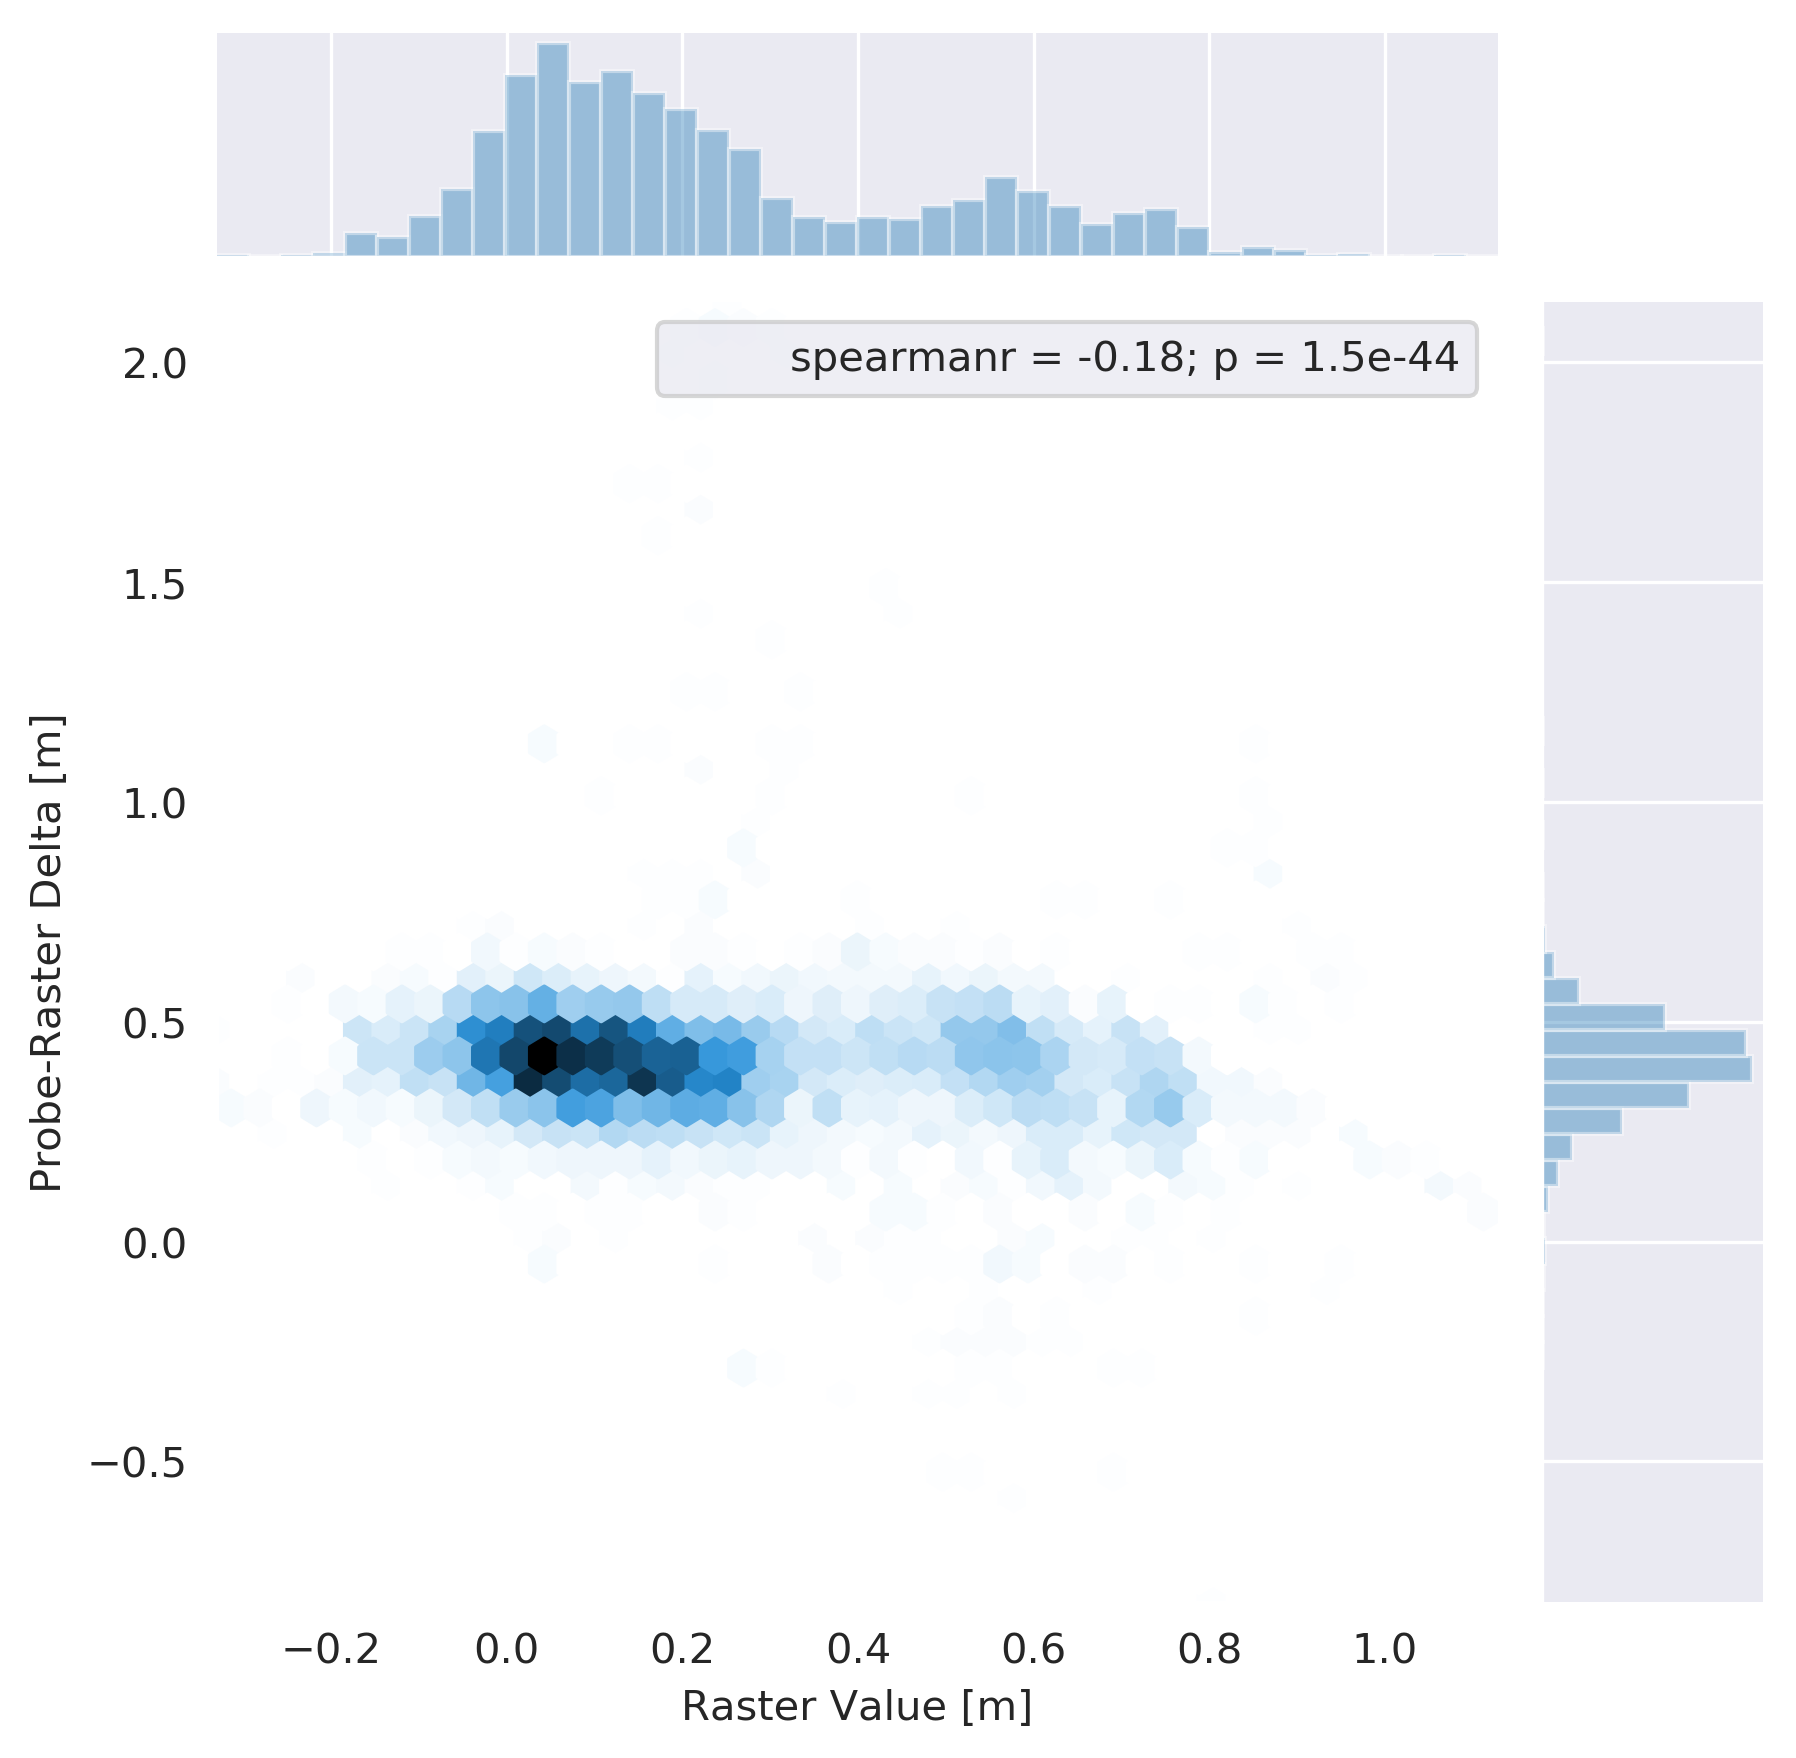 spearmanr = -0.18; p = 1.5e-44
2.0
1.5
1.0
0.5
0.0
−0.5
Probe-Raster Delta [m]
−0.2 0.0 0.2 0.4 0.6 0.8 1.0
Raster Value [m]